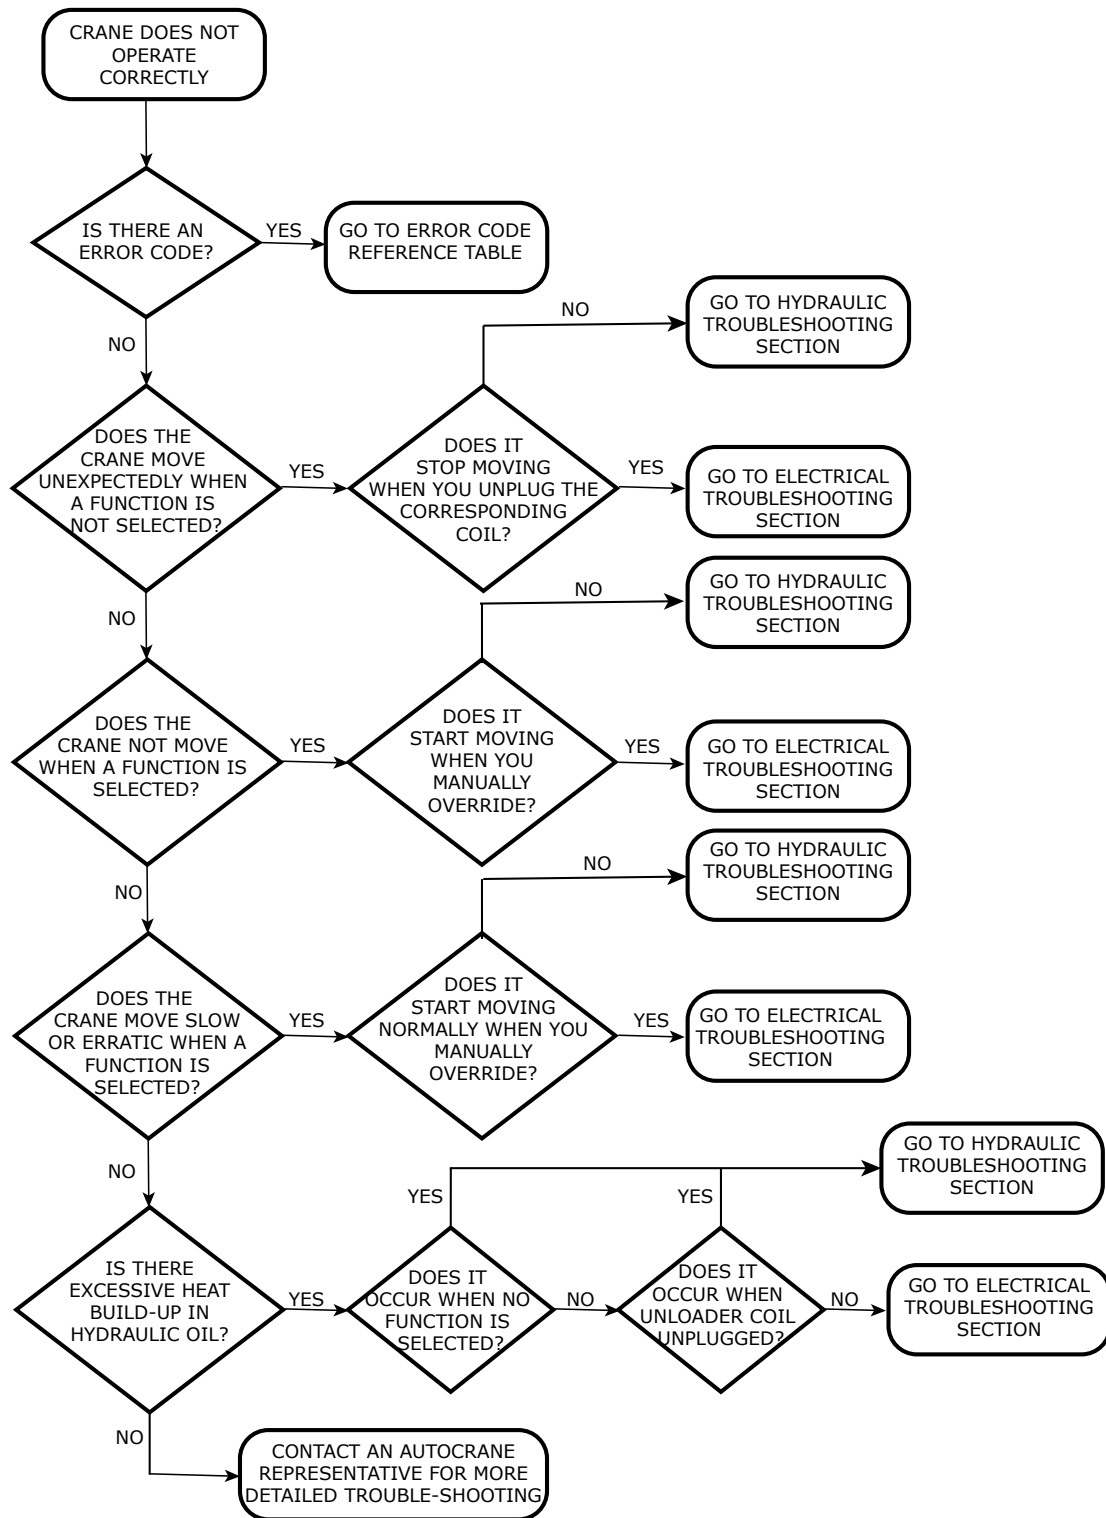 CRANE DOES NOT
OPERATE
CORRECTLY
IS THERE AN
ERROR CODE?
YES
GO TO ERROR CODE
REFERENCE TABLE
NO
NO
GO TO HYDRAULIC
TROUBLESHOOTING
SECTION
DOES THE
CRANE MOVE
UNEXPECTEDLY WHEN
A FUNCTION IS
NOT SELECTED?
YES
DOES IT
STOP MOVING
WHEN YOU UNPLUG THE
CORRESPONDING
COIL?
YES
GO TO ELECTRICAL
TROUBLESHOOTING
SECTION
NO
NO
GO TO HYDRAULIC
TROUBLESHOOTING
SECTION
DOES THE
CRANE NOT MOVE
WHEN A FUNCTION IS
SELECTED?
YES
DOES IT
START MOVING
WHEN YOU
MANUALLY
OVERRIDE?
YES
GO TO ELECTRICAL
TROUBLESHOOTING
SECTION
NO
NO
GO TO HYDRAULIC
TROUBLESHOOTING
SECTION
DOES THE
CRANE MOVE SLOW
OR ERRATIC WHEN A
FUNCTION IS
SELECTED?
YES
DOES IT
START MOVING
NORMALLY WHEN YOU
MANUALLY
OVERRIDE?
YES
GO TO ELECTRICAL
TROUBLESHOOTING
SECTION
NO
YES
YES
GO TO HYDRAULIC
TROUBLESHOOTING
SECTION
IS THERE
EXCESSIVE HEAT
BUILD-UP IN
HYDRAULIC OIL?
YES
DOES IT
OCCUR WHEN NO
FUNCTION IS
SELECTED?
NO
DOES IT
OCCUR WHEN
UNLOADER COIL
UNPLUGGED?
NO
GO TO ELECTRICAL
TROUBLESHOOTING
SECTION
NO
CONTACT AN AUTOCRANE
REPRESENTATIVE FOR MORE
DETAILED TROUBLE-SHOOTING